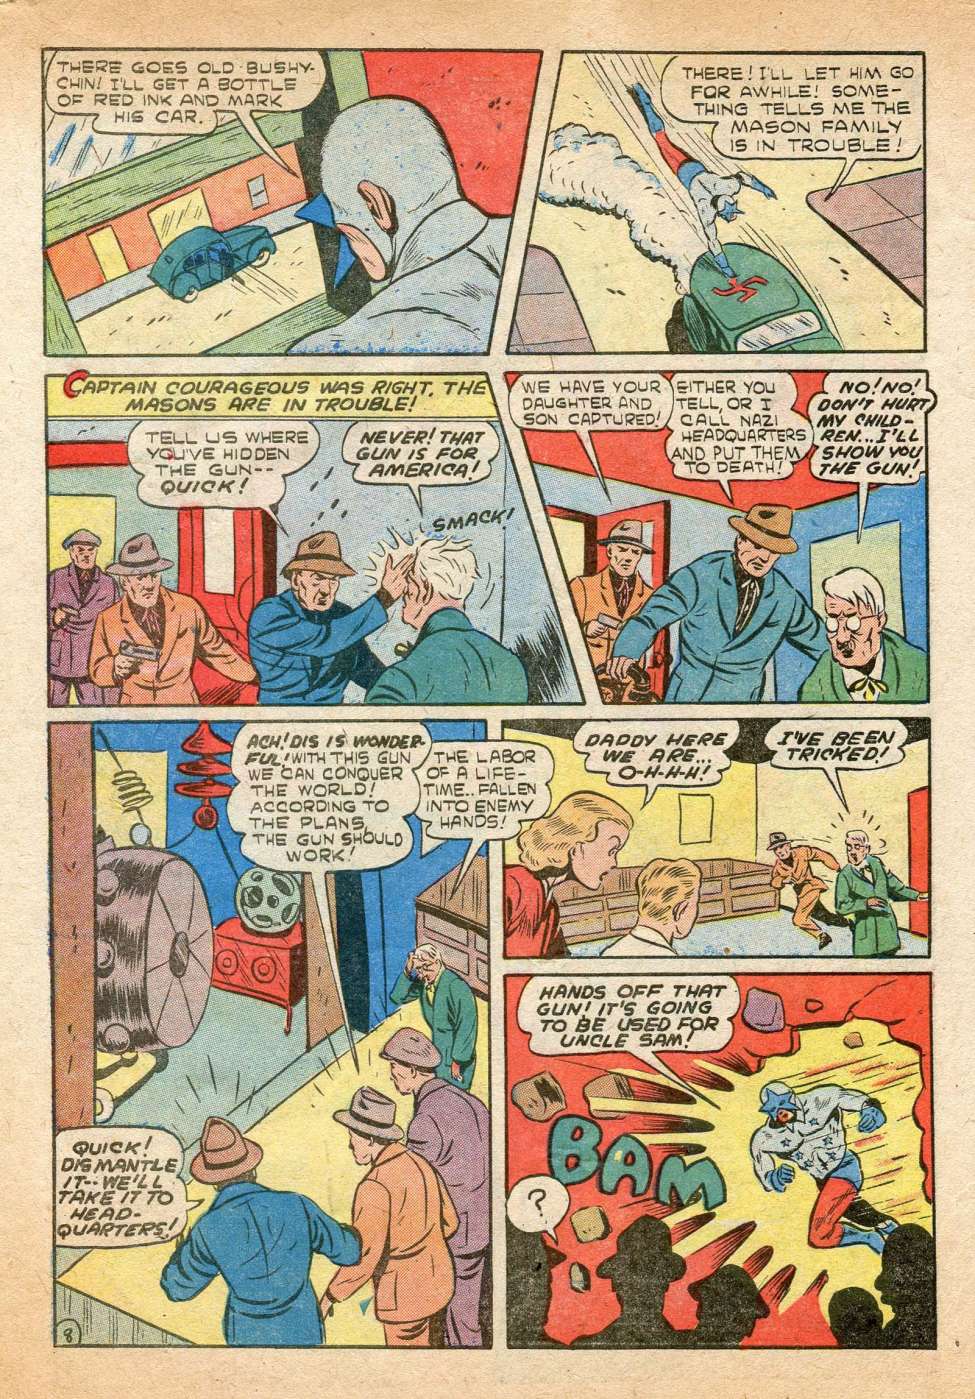 THERE GOES OLD BUSHY-
CHIN! I'LL GET A BOTTLE
OF RED INK AND MARK
HIS CAR.
THERE! I'LL LET HIM GO
FOR AWHILE! SOME-
THING TELLS ME THE
MASON FAMILY
IS IN TROUBLE!
CAPTAIN COURAGEOUS WAS RIGHT, THE
MASONS ARE IN TROUBLE!
TELL US WHERE
YOU'VE HIDDEN
THE GUN--
QUICK!
NEVER! THAT
GUN IS FOR
AMERICA!
SMACK!
WE HAVE YOUR
DAUGHTER AND
SON CAPTURED!
EITHER YOU
TELL, OR I
CALL NAZI
HEADQUARTERS
AND PUT THEM
TO DEATH!
NO! NO!
DON'T HURT
MY CHILD-
REN... I'LL
SHOW YOU
THE GUN!
ACH! DIS IS WONDER-
FUL! WITH THIS GUN
WE CAN CONQUER
THE WORLD!
ACCORDING TO
THE PLANS,
THE GUN SHOULD
WORK!
THE LABOR
OF A LIFE-
TIME.. FALLEN
INTO ENEMY
HANDS!
QUICK!
DISMANTLE
IT-- WE'LL
TAKE IT TO
HEAD-
QUARTERS!
8
DADDY HERE
WE ARE...
O-H-H-H!
I'VE BEEN
TRICKED!
HANDS OFF THAT
GUN! IT'S GOING
TO BE USED FOR
UNCLE SAM!
BAM
?